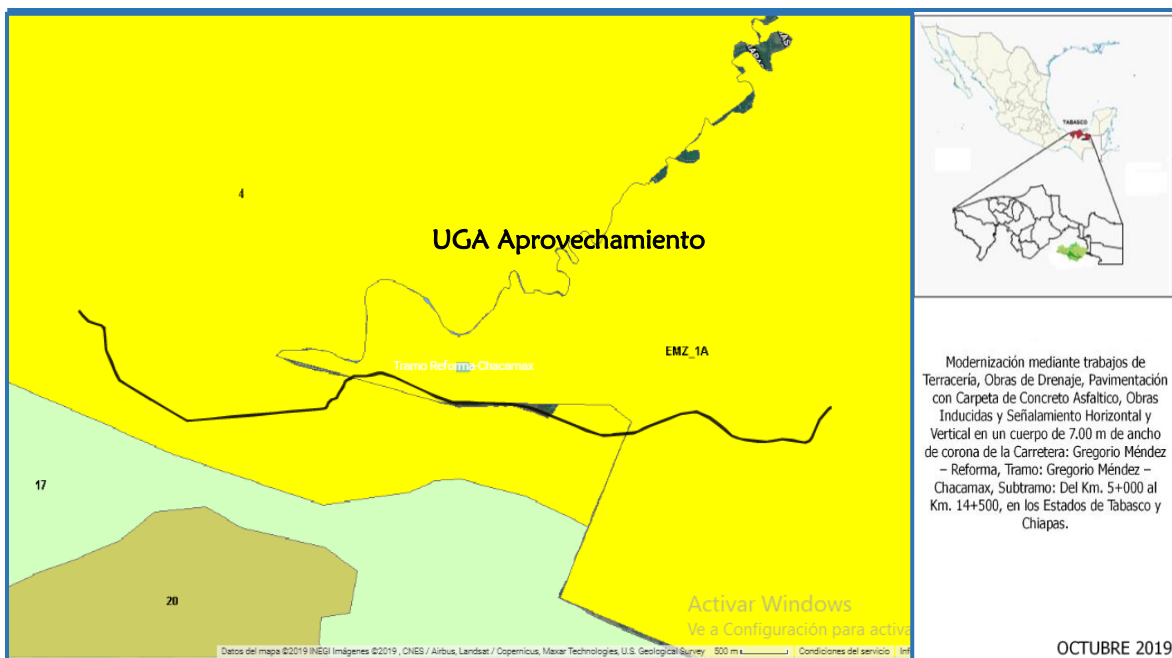 4
UGA Aprovechamiento
EMZ_1A
Tramo Reforma-Chacamax
17
20
Activar Windows
Ve a Configuración para activa
Datos del mapa ©2019 INEGI Imágenes ©2019 , CNES / Airbus, Landsat / Copernicus, Maxar Technologies, U.S. Geological Survey 500 m Condiciones del servicio Inf
TABASCO
Modernización mediante trabajos de
Terracería, Obras de Drenaje, Pavimentación
con Carpeta de Concreto Asfaltico, Obras
Inducidas y Señalamiento Horizontal y
Vertical en un cuerpo de 7.00 m de ancho
de corona de la Carretera: Gregorio Méndez
– Reforma, Tramo: Gregorio Méndez –
Chacamax, Subtramo: Del Km. 5+000 al
Km. 14+500, en los Estados de Tabasco y
Chiapas.
OCTUBRE 2019